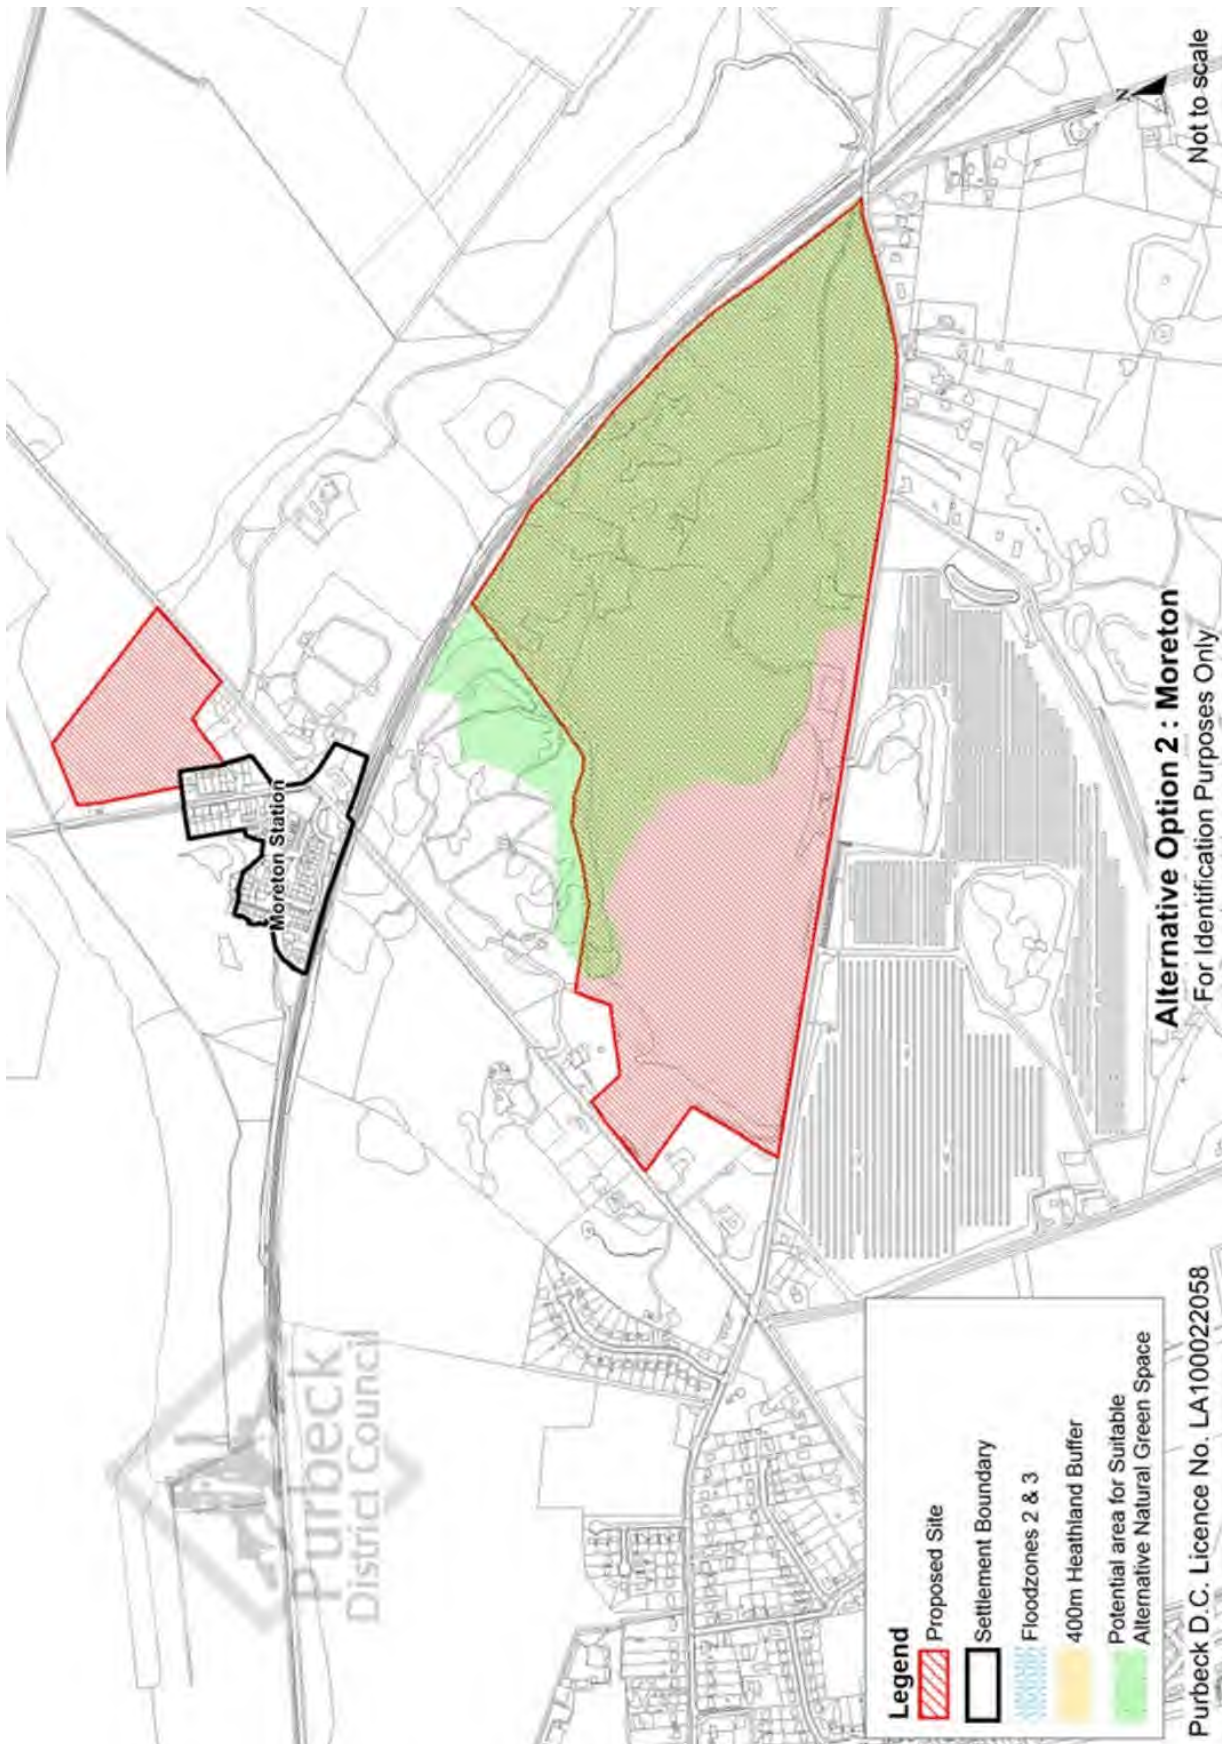 Purbeck
District Council
Moreton Station
Legend
Proposed Site
Settlement Boundary
Floodzones 2 & 3
400m Heathland Buffer
Potential area for Suitable
Alternative Natural Green Space
Alternative Option 2 : Moreton
For Identification Purposes Only
N
Not to scale
Purbeck D.C. Licence No. LA100022058